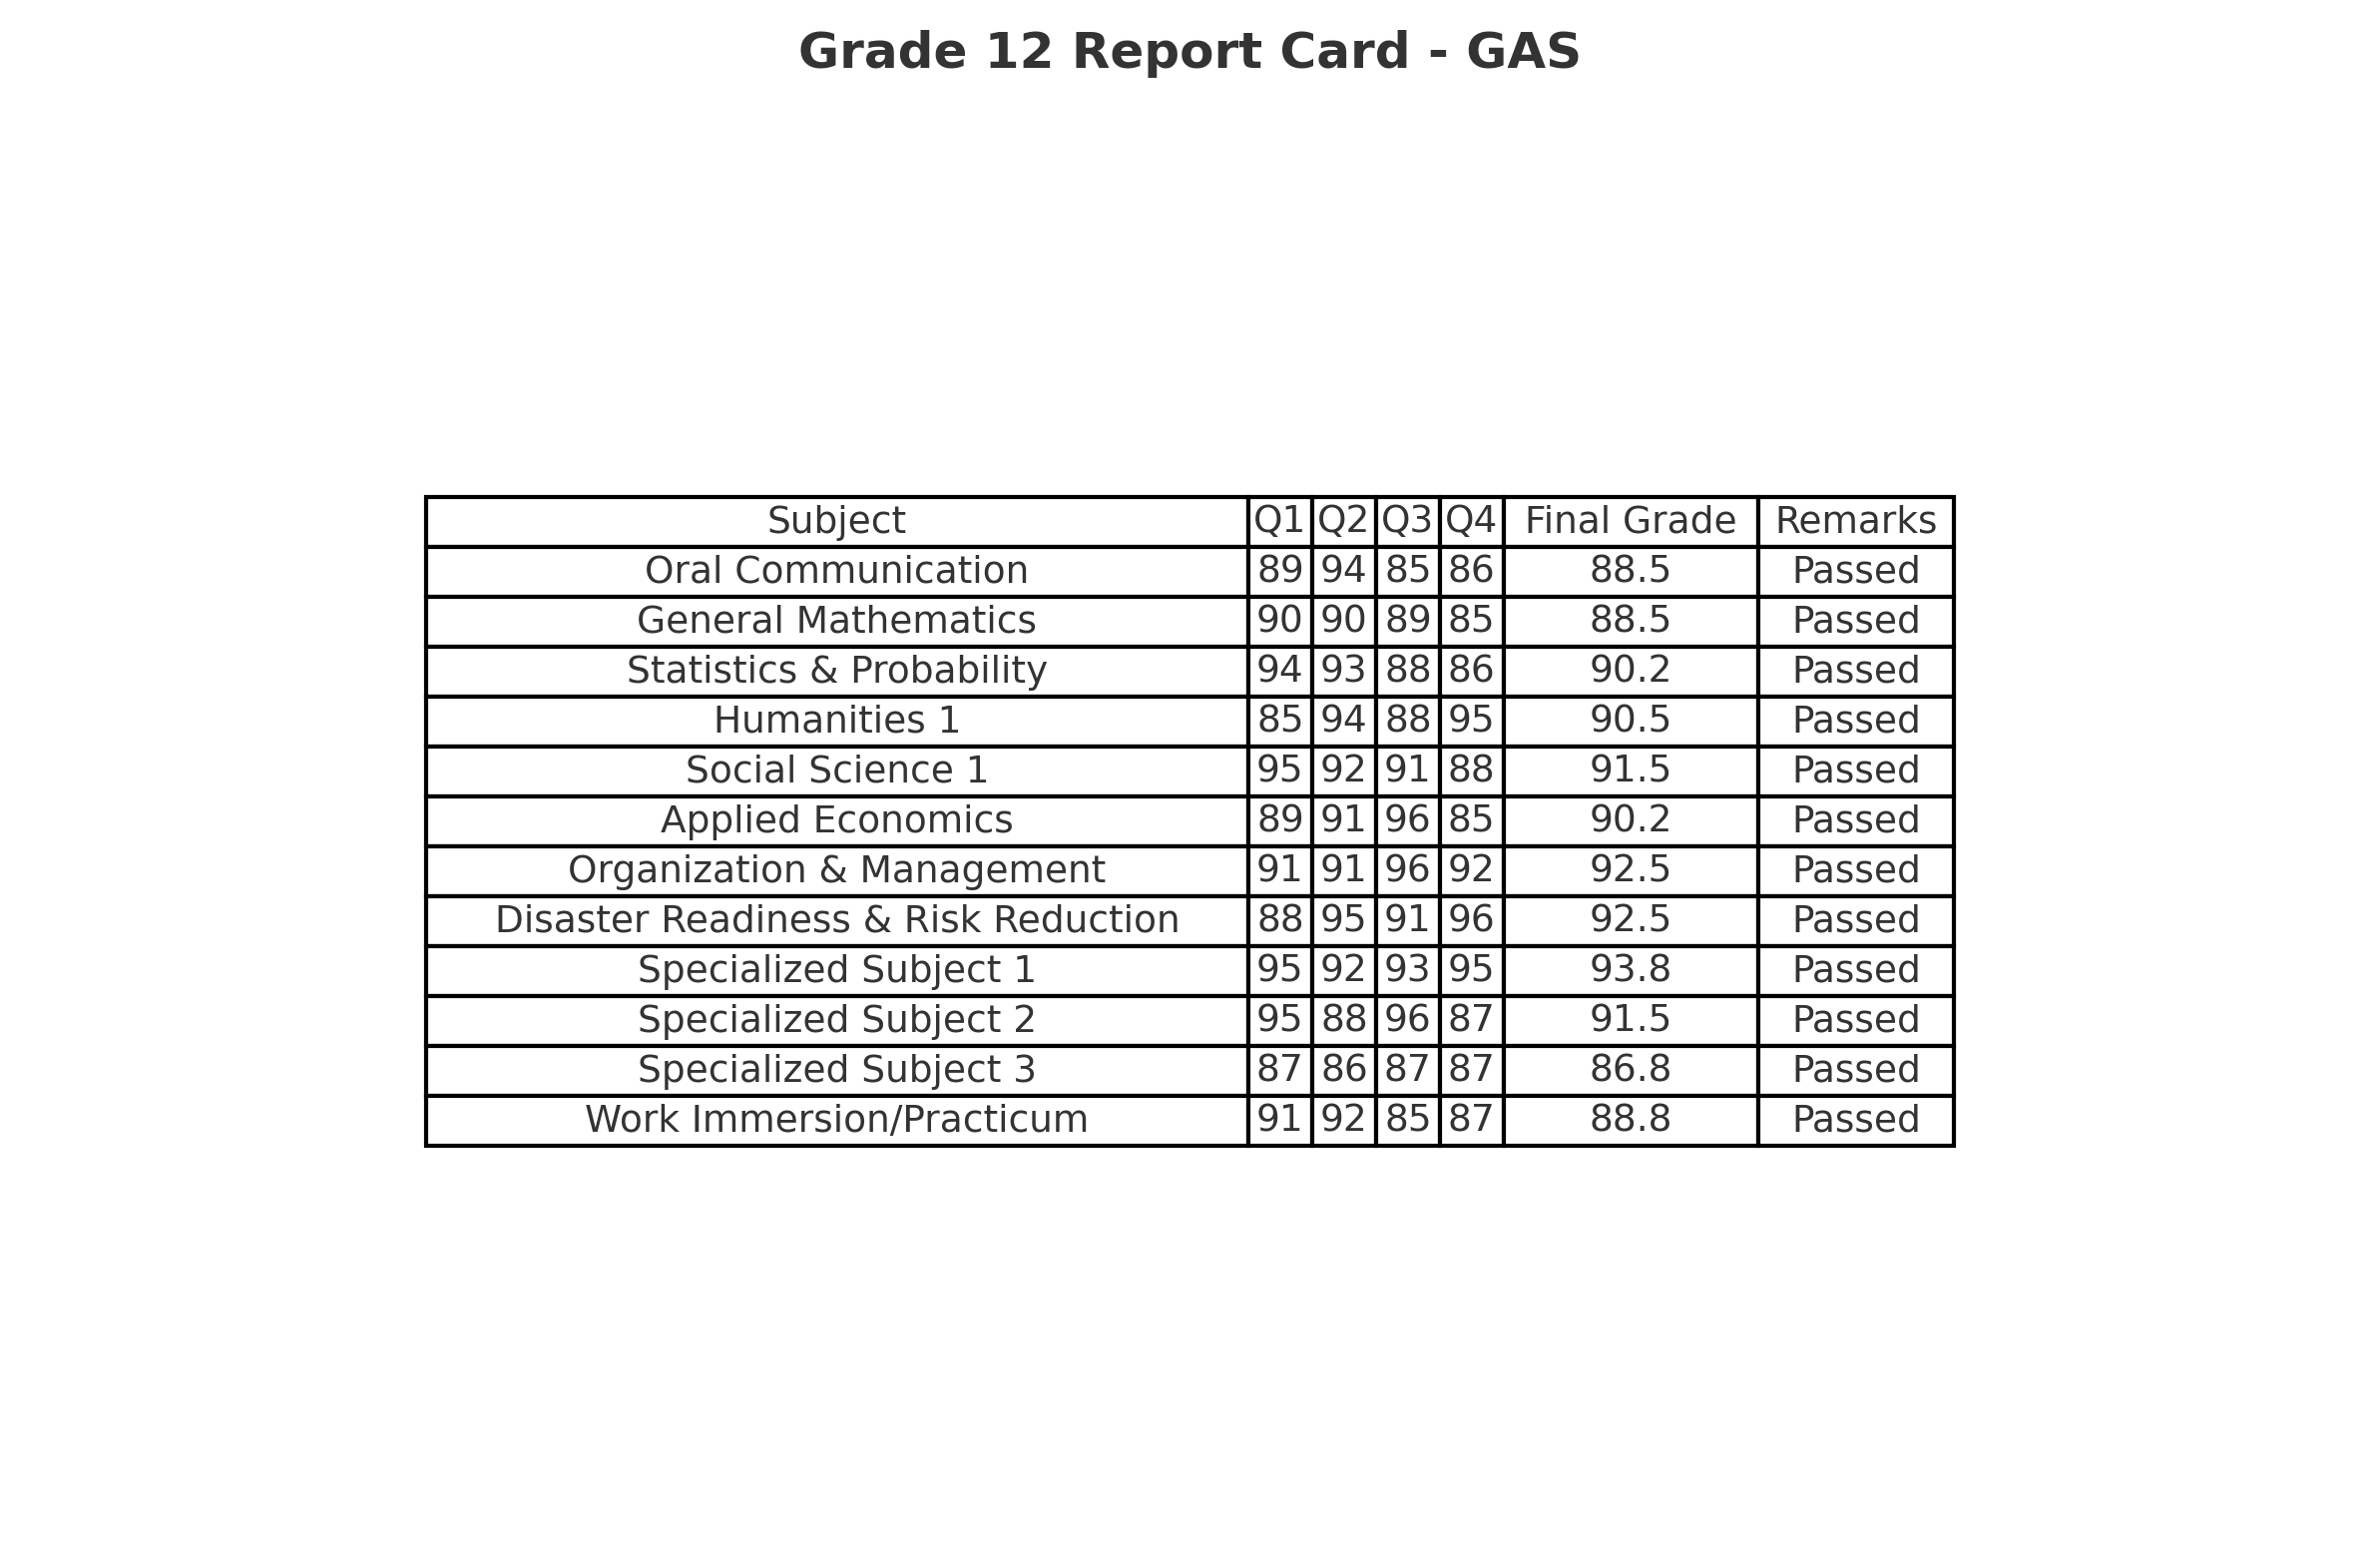 Grade 12 Report Card - GAS
Subject Q1 Q2 Q3 Q4 Final Grade Remarks
Oral Communication 89 94 85 86 88.5 Passed
General Mathematics 90 90 89 85 88.5 Passed
Statistics & Probability 94 93 88 86 90.2 Passed
Humanities 1 85 94 88 95 90.5 Passed
Social Science 1 95 92 91 88 91.5 Passed
Applied Economics 89 91 96 85 90.2 Passed
Organization & Management 91 91 96 92 92.5 Passed
Disaster Readiness & Risk Reduction 88 95 91 96 92.5 Passed
Specialized Subject 1 95 92 93 95 93.8 Passed
Specialized Subject 2 95 88 96 87 91.5 Passed
Specialized Subject 3 87 86 87 87 86.8 Passed
Work Immersion/Practicum 91 92 85 87 88.8 Passed